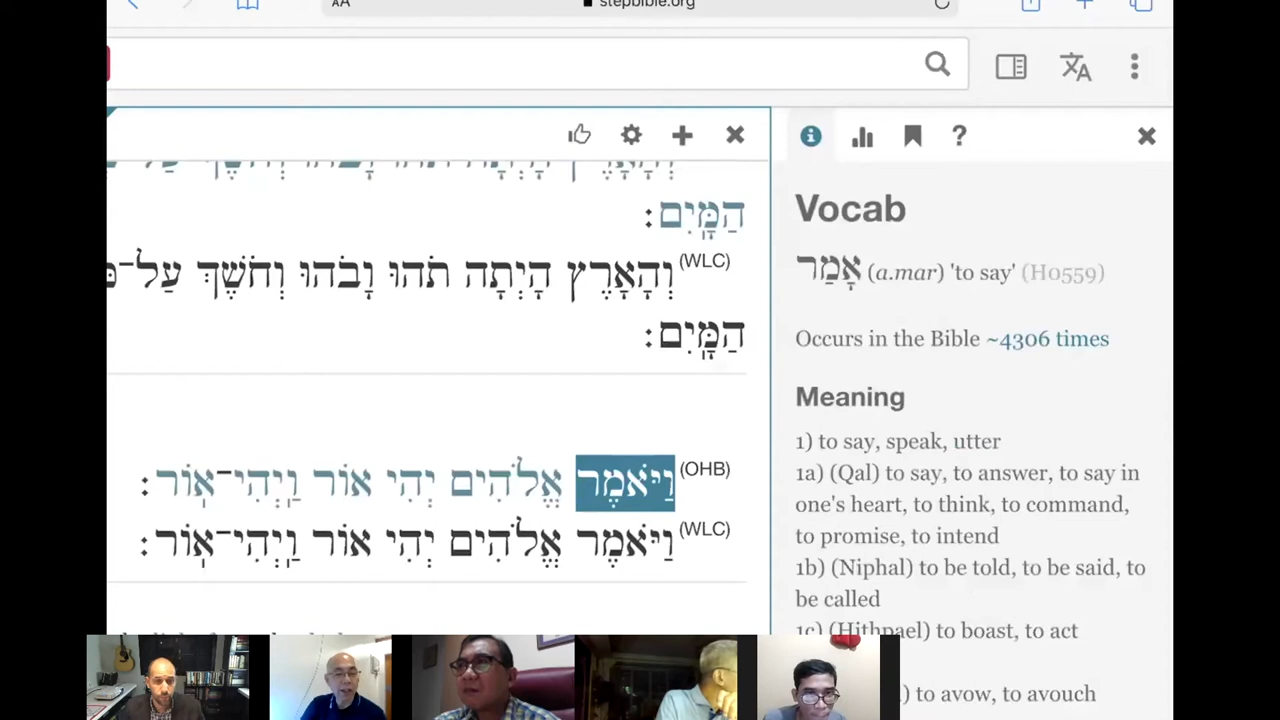 AA stepbible.org
הַמָּֽיִם׃
(WLC) וְהָאָרֶץ הָיְתָה תֹהוּ וָבֹהוּ וְחֹשֶׁךְ עַל־
הַמָּֽיִם׃
(OHB) וַיֹּאמֶר אֱלֹהִים יְהִי אוֹר וַֽיְהִי־אֽוֹר׃
(WLC) וַיֹּאמֶר אֱלֹהִים יְהִי אוֹר וַֽיְהִי־אֽוֹר׃
?
Vocab
אָמַר (a.mar) 'to say' (H0559)
Occurs in the Bible ~4306 times
Meaning
1) to say, speak, utter
1a) (Qal) to say, to answer, to say in
one's heart, to think, to command,
to promise, to intend
1b) (Niphal) to be told, to be said, to
be called
1c) (Hithpael) to boast, to act
) to avow, to avouch